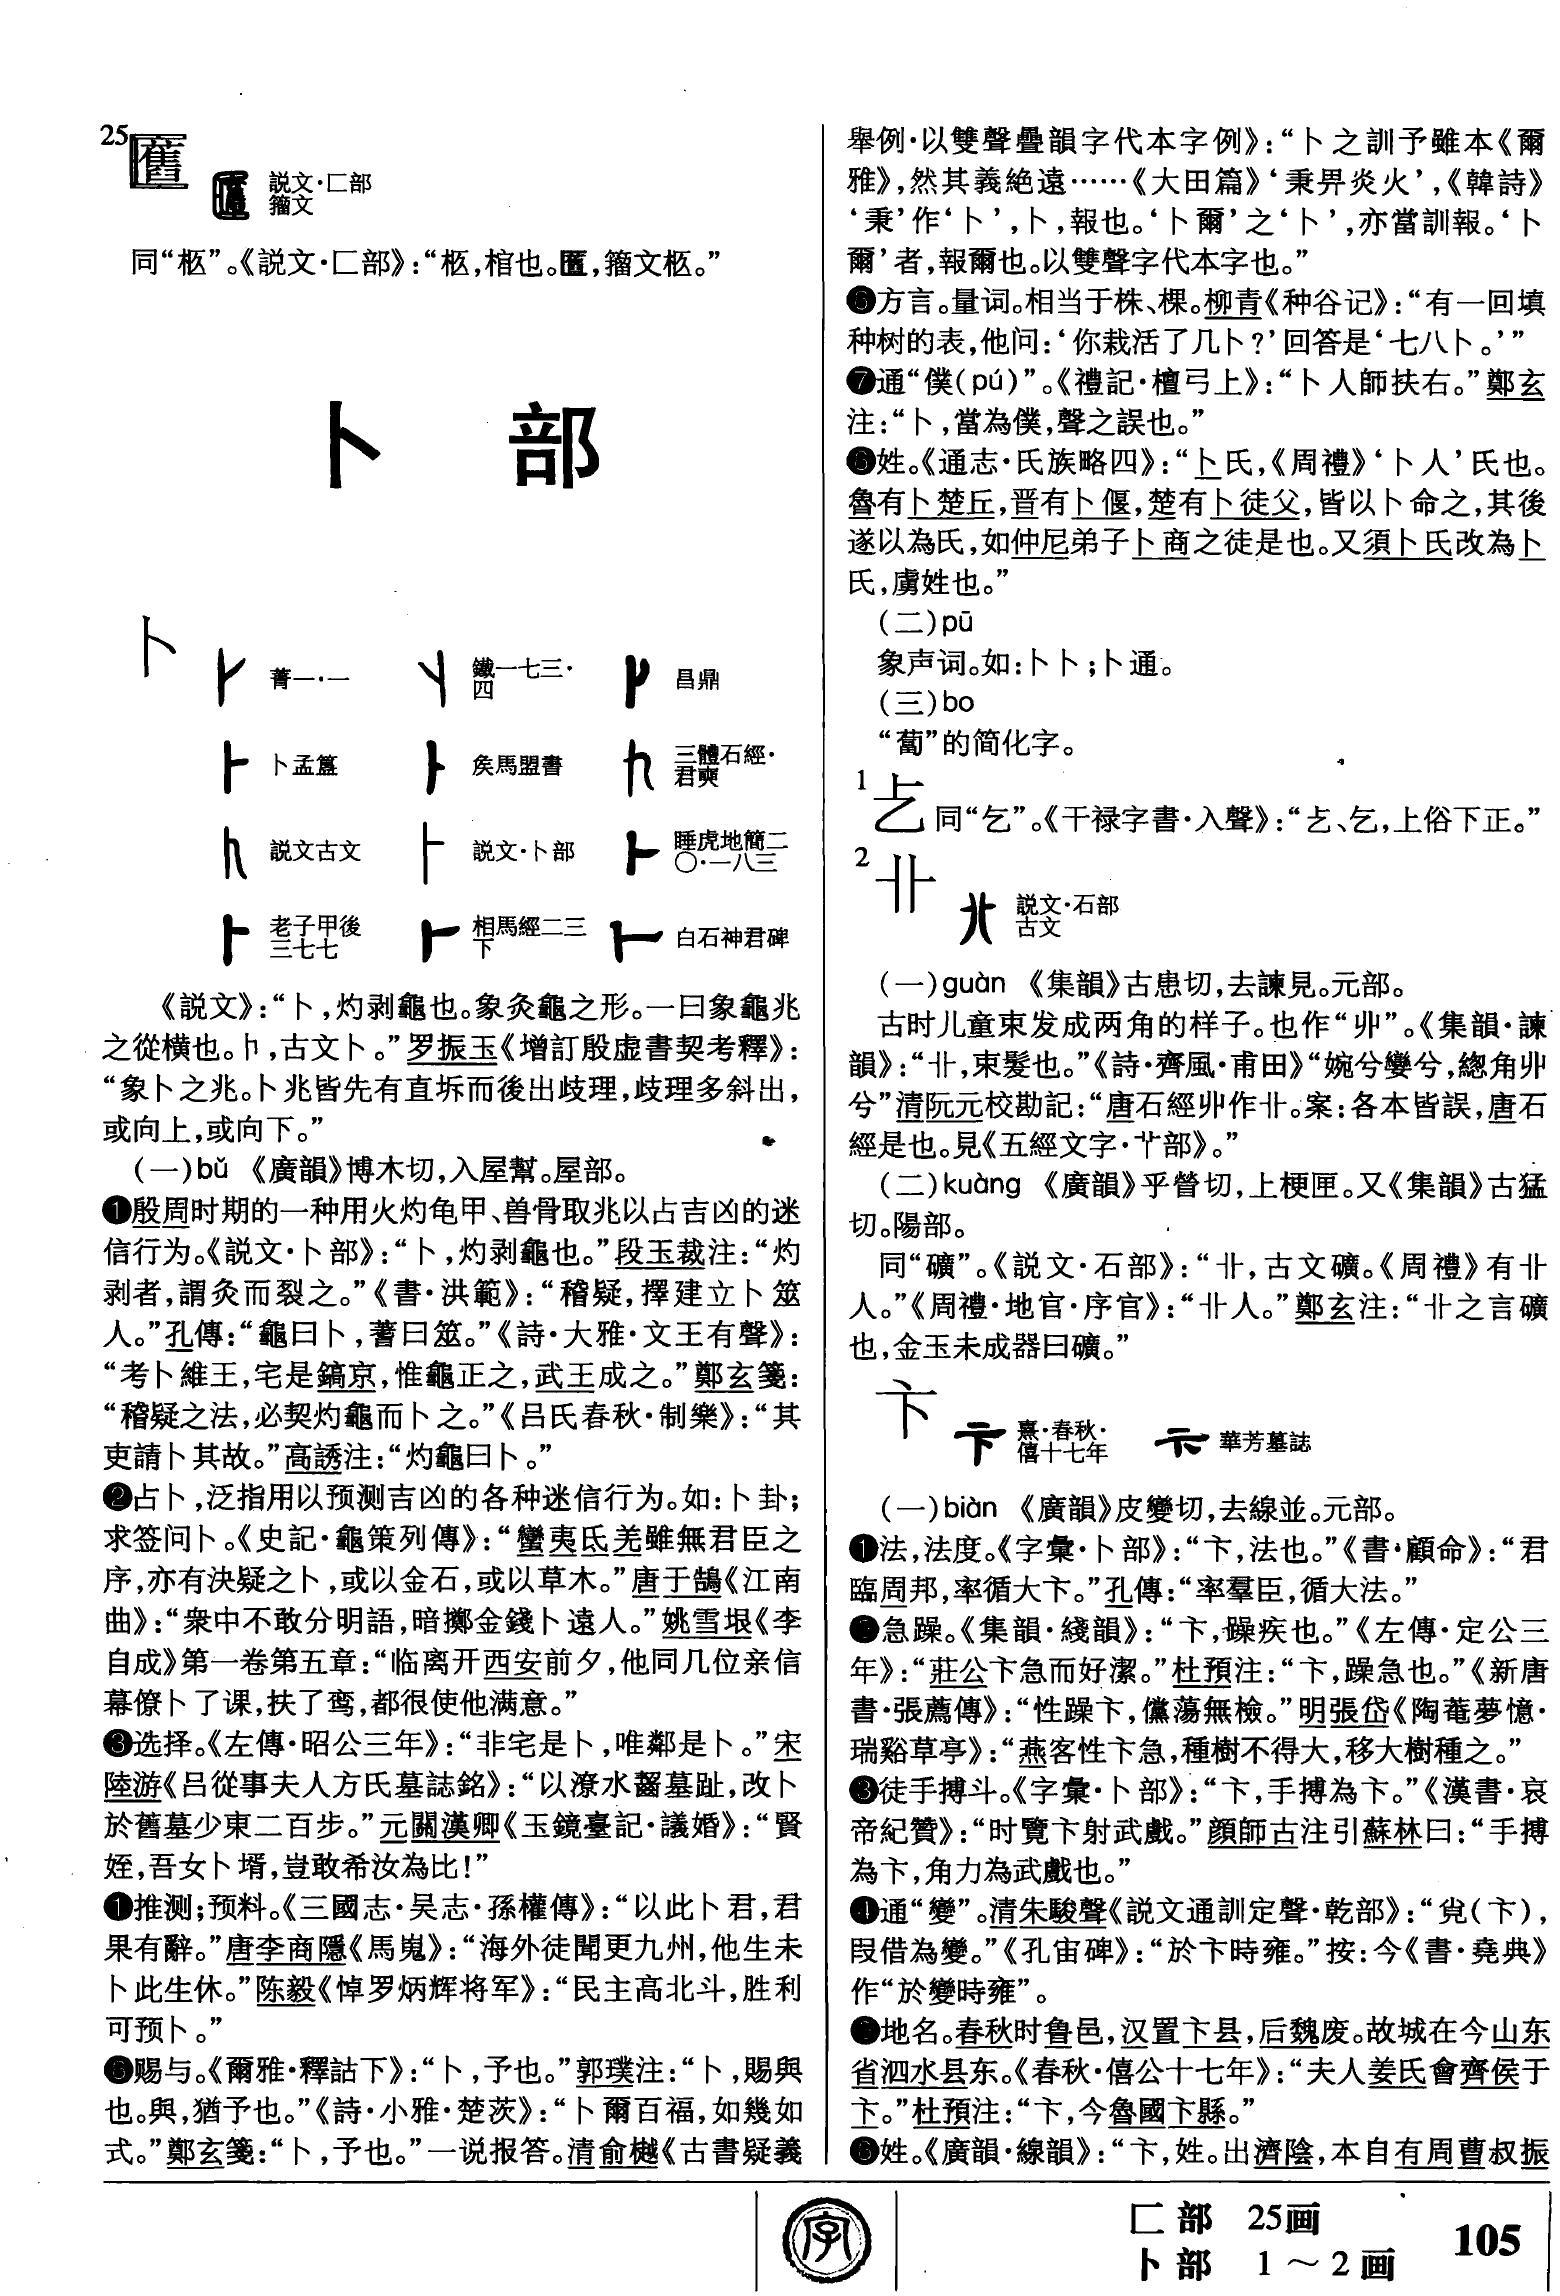 25
説文·匚部
籀文
同“柩”。《説文·匚部》:“柩,棺也。匶,籀文柩。”
卜 部
卜
菁一·一
鐵一七三·
四
昌鼎
卜孟簋
矦馬盟書
三體石經·
君奭
説文古文
説文·卜部
睡虎地簡二
〇·一八三
老子甲後
三七七
相馬經二三
下
白石神君碑
《説文》:“卜,灼剥龜也。象灸龜之形。一曰象龜兆
之從横也。𠁡,古文卜。”罗振玉《增訂殷虚書契考釋》:
“象卜之兆。卜兆皆先有直坼而後出歧理,歧理多斜出,
或向上,或向下。”
(一)bǔ 《廣韻》博木切,入屋幫。屋部。
❶殷周时期的一种用火灼龟甲、兽骨取兆以占吉凶的迷
信行为。《説文·卜部》:“卜,灼剥龜也。”段玉裁注:“灼
剥者,謂灸而裂之。”《書·洪範》:“稽疑,擇建立卜筮
人。”孔傳:“龜曰卜,蓍曰筮。”《詩·大雅·文王有聲》:
“考卜維王,宅是鎬京,惟龜正之,武王成之。”鄭玄箋:
“稽疑之法,必契灼龜而卜之。”《吕氏春秋·制樂》:“其
吏請卜其故。”高誘注:“灼龜曰卜。”
❷占卜,泛指用以预测吉凶的各种迷信行为。如:卜卦;
求签问卜。《史記·龜策列傳》:“蠻夷氐羌雖無君臣之
序,亦有決疑之卜,或以金石,或以草木。”唐于鵠《江南
曲》:“衆中不敢分明語,暗擲金錢卜遠人。”姚雪垠《李
自成》第一卷第五章:“临离开西安前夕,他同几位亲信
幕僚卜了课,扶了鸾,都很使他满意。”
❸选择。《左傳·昭公三年》:“非宅是卜,唯鄰是卜。”宋
陸游《吕從事夫人方氏墓誌銘》:“以潦水齧墓趾,改卜
於舊墓少東二百步。”元關漢卿《玉鏡臺記·議婚》:“賢
姪,吾女卜壻,豈敢希汝為比!”
❶推测;预料。《三國志·吴志·孫權傳》:“以此卜君,君
果有辭。”唐李商隱《馬嵬》:“海外徒聞更九州,他生未
卜此生休。”陈毅《悼罗炳辉将军》:“民主高北斗,胜利
可预卜。”
❺赐与。《爾雅·釋詁下》:“卜,予也。”郭璞注:“卜,賜與
也。與,猶予也。”《詩·小雅·楚茨》:“卜爾百福,如幾如
式。”鄭玄箋:“卜,予也。”一说报答。清俞樾《古書疑義
舉例·以雙聲疊韻字代本字例》:“卜之訓予雖本《爾
雅》,然其義絶遠……《大田篇》‘秉畀炎火’,《韓詩》
‘秉’作‘卜’,卜,報也。‘卜爾’之‘卜’,亦當訓報。‘卜
爾’者,報爾也。以雙聲字代本字也。”
❻方言。量词。相当于株、棵。柳青《种谷记》:“有一回填
种树的表,他问:‘你栽活了几卜?’回答是‘七八卜。’”
❼通“僕(pú)”。《禮記·檀弓上》:“卜人師扶右。”鄭玄
注:“卜,當為僕,聲之誤也。”
❽姓。《通志·氏族略四》:“卜氏,《周禮》‘卜人’氏也。
魯有卜楚丘,晋有卜偃,楚有卜徒父,皆以卜命之,其後
遂以為氏,如仲尼弟子卜商之徒是也。又須卜氏改為卜
氏,虜姓也。”
(二)pū
象声词。如:卜卜;卜通。
(三)bo
“蔔”的简化字。
1
㔾同“乞”。《干禄字書·入聲》:“㐊、乞,上俗下正。”
2
卝
説文·石部
古文
(一)guàn 《集韻》古患切,去諫見。元部。
古时儿童束发成两角的样子。也作“丱”。《集韻·諫
韻》:“卝,束髮也。”《詩·齊風·甫田》“婉兮孌兮,總角丱
兮”清阮元校勘記:“唐石經丱作卝。案:各本皆誤,唐石
經是也。見《五經文字·艹部》。”
(二)kuàng 《廣韻》乎營切,上梗匣。又《集韻》古猛
切。陽部。
同“礦”。《説文·石部》:“卝,古文礦。《周禮》有卝
人。”《周禮·地官·序官》:“卝人。”鄭玄注:“卝之言礦
也,金玉未成器曰礦。”
卞
熹·春秋·
僖十七年
華芳墓誌
(一)biàn 《廣韻》皮變切,去線並。元部。
❶法,法度。《字彙·卜部》:“卞,法也。”《書·顧命》:“君
臨周邦,率循大卞。”孔傳:“率羣臣,循大法。”
❷急躁。《集韻·綫韻》:“卞,躁疾也。”《左傳·定公三
年》:“莊公卞急而好潔。”杜預注:“卞,躁急也。”《新唐
書·張薦傳》:“性躁卞,儻蕩無檢。”明張岱《陶菴夢憶·
瑞谿草亭》:“燕客性卞急,種樹不得大,移大樹種之。”
❸徒手搏斗。《字彙·卜部》:“卞,手搏為卞。”《漢書·哀
帝紀贊》:“时覽卞射武戲。”顔師古注引蘇林曰:“手搏
為卞,角力為武戲也。”
❹通“變”。清朱駿聲《説文通訓定聲·乾部》:“㝸(卞),
叚借為變。”《孔宙碑》:“於卞時雍。”按:今《書·堯典》
作“於變時雍”。
❺地名。春秋时鲁邑,汉置卞县,后魏废。故城在今山东
省泗水县东。《春秋·僖公十七年》:“夫人姜氏會齊侯于
卞。”杜預注:“卞,今魯國卞縣。”
❻姓。《廣韻·線韻》:“卞,姓。出濟陰,本自有周曹叔振
字
匚部 25画
卜部 1～2画
105